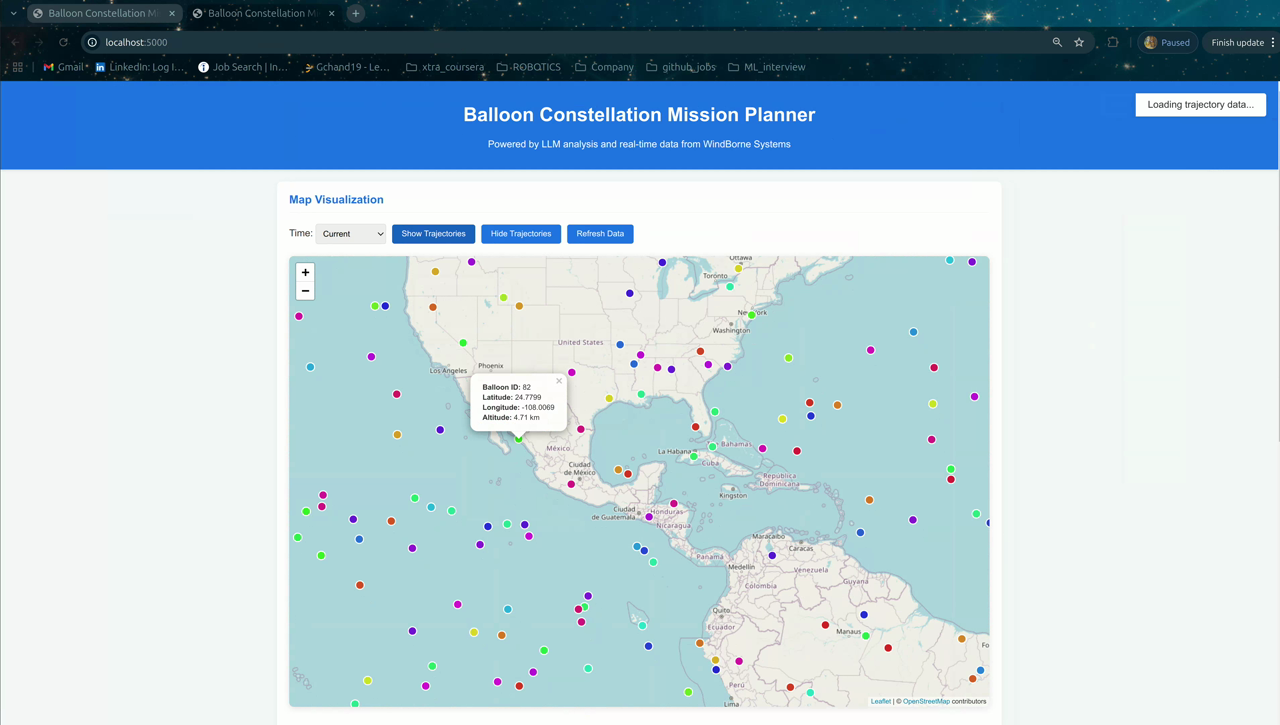 Balloon Constellation Mi
Balloon Constellation M
localhost:5000
Paused
Finish update
Gmail
LinkedIn: Log I...
Job Search | In...
Gchand19 - Le...
xtra_coursera
-ROBOTICS
Company
github_jobs
ML_interview
Loading trajectory data...
Balloon Constellation Mission Planner
Powered by LLM analysis and real-time data from WindBorne Systems
Map Visualization
Time: Current Show Trajectories Hide Trajectories Refresh Data
+
−
Ottawa
Toronto
New York
Washington
United States
Los Angeles
Phoenix
Balloon ID: 82
Latitude: 24.7799
Longitude: -108.0069
Altitude: 4.71 km
×
México
Ciudad
de México
La Habana
Cuba
The Bahamas
Kingston
República
Dominicana
Ciudad
de Guatemala
Honduras
Nicaragua
Panamá
Maracaibo
Caracas
Venezuela
Medellín
Colombia
Guyana
Quito
Ecuador
Manaus
Fo
Perú
Lima
Leaflet | © OpenStreetMap contributors